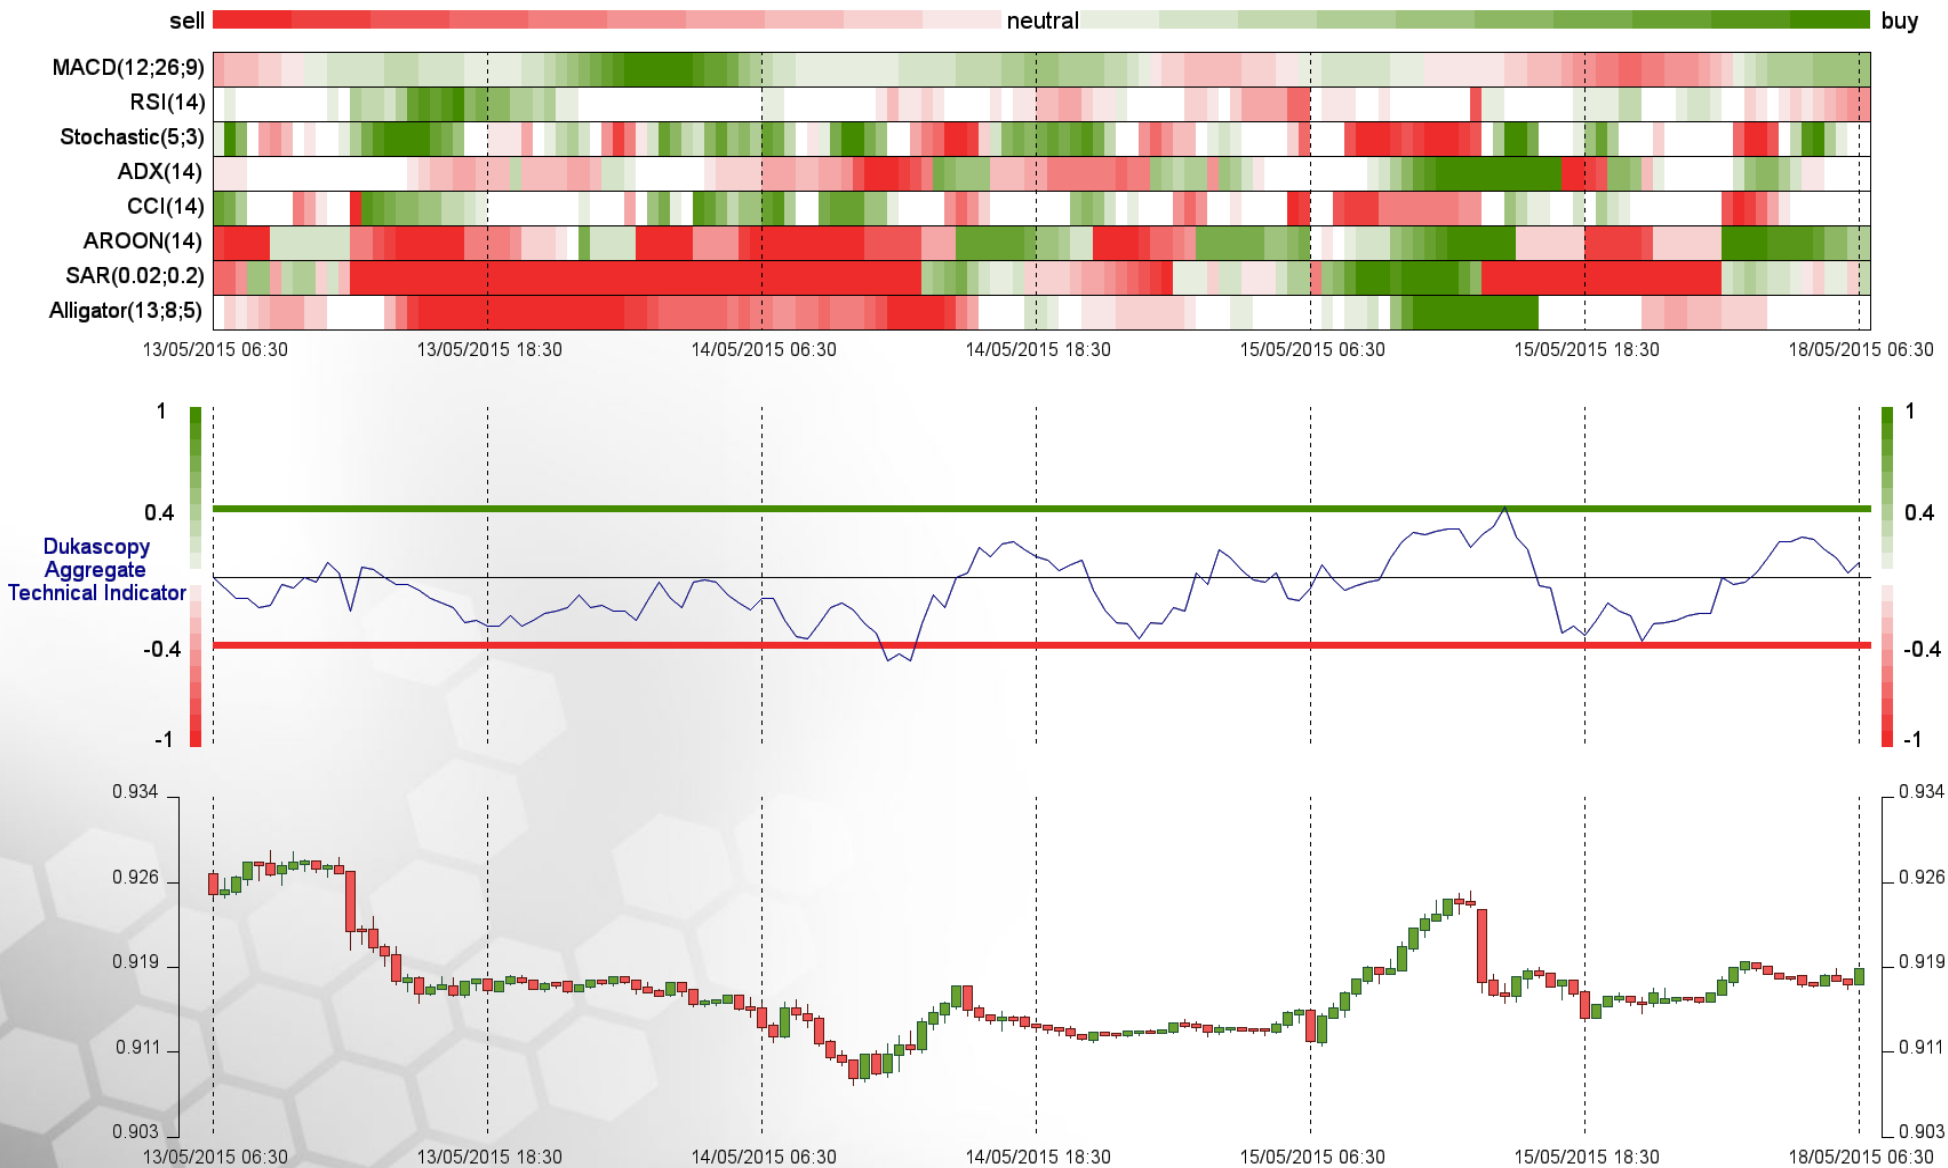 sell neutral buy
MACD(12;26;9)
RSI(14)
Stochastic(5;3)
ADX(14)
CCI(14)
AROON(14)
SAR(0.02;0.2)
Alligator(13;8;5)
13/05/2015 06:30 13/05/2015 18:30 14/05/2015 06:30 14/05/2015 18:30 15/05/2015 06:30 15/05/2015 18:30 18/05/2015 06:30
1 1
0.4 0.4
Dukascopy
Aggregate
Technical Indicator
-0.4 -0.4
-1 -1
0.934 0.934
0.926 0.926
0.919 0.919
0.911 0.911
0.903 0.903
13/05/2015 06:30 13/05/2015 18:30 14/05/2015 06:30 14/05/2015 18:30 15/05/2015 06:30 15/05/2015 18:30 18/05/2015 06:30